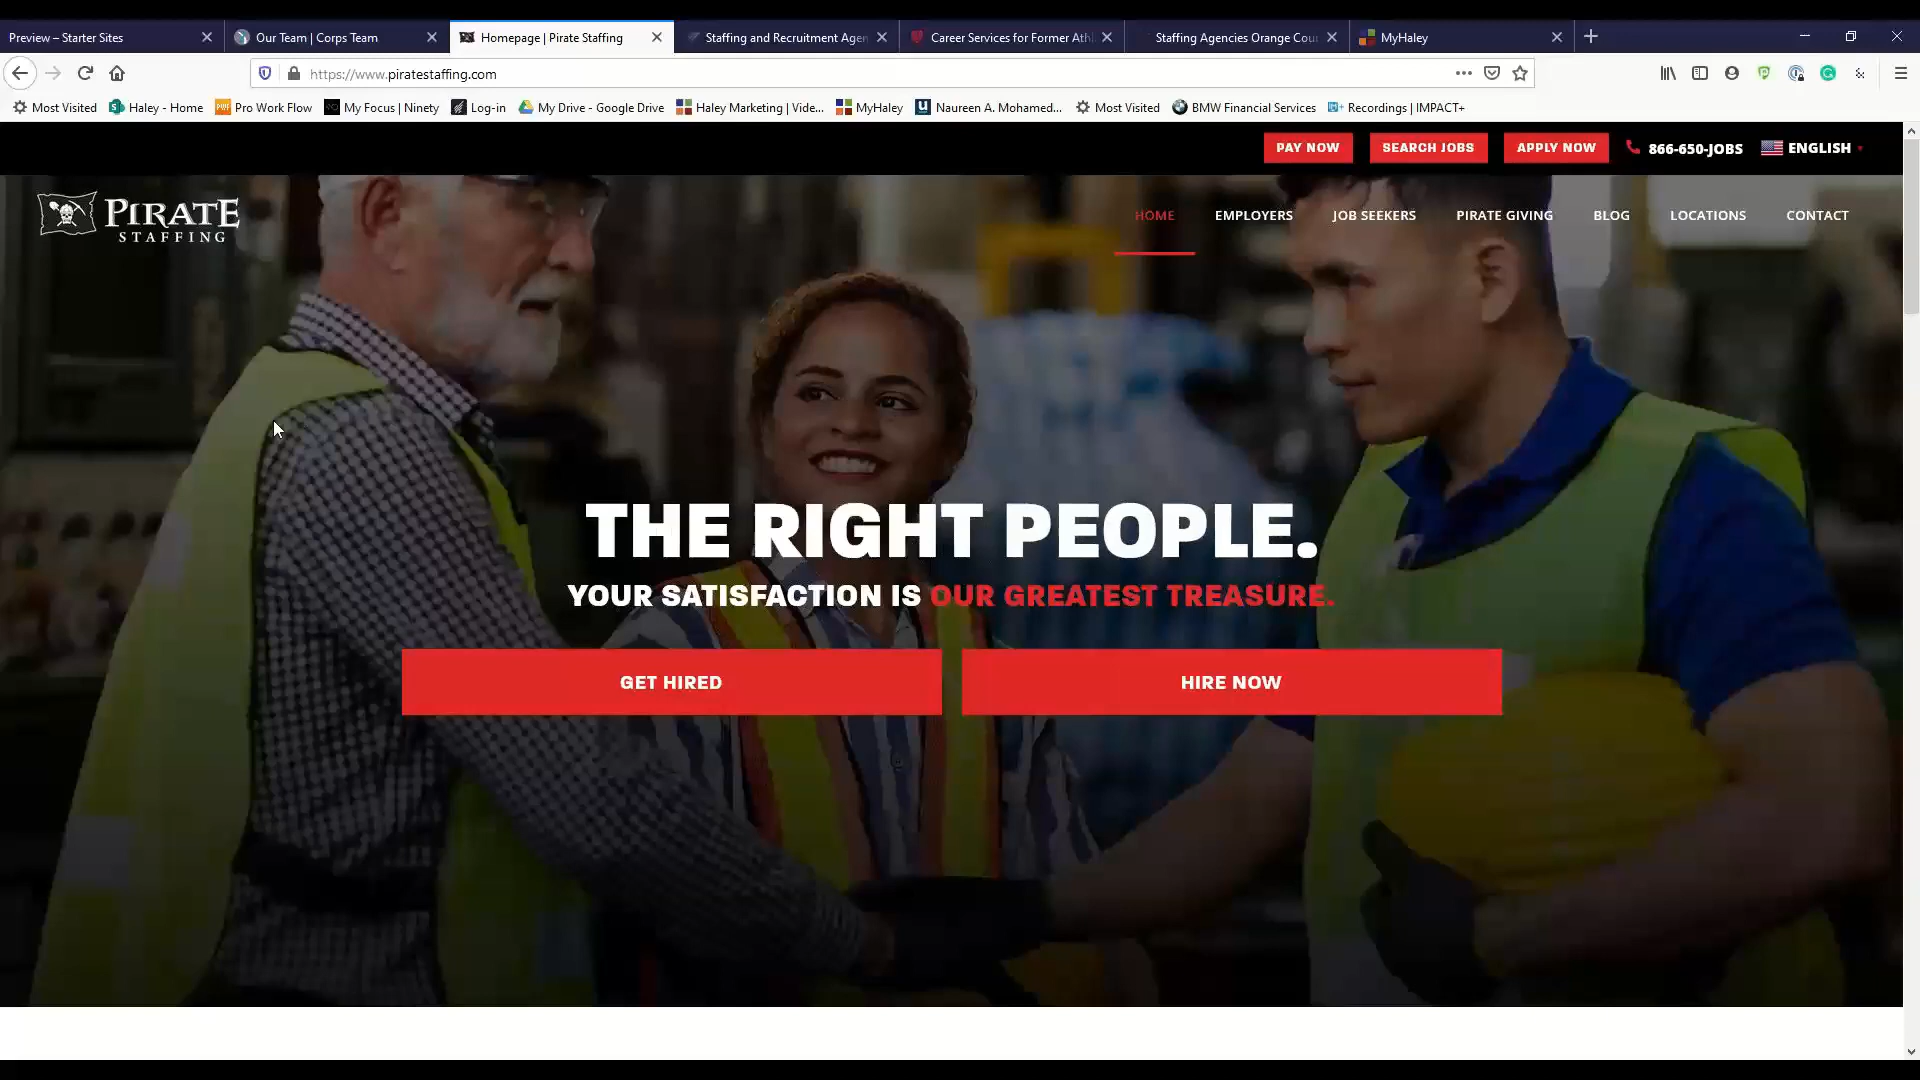 Preview – Starter Sites
Our Team | Corps Team
Homepage | Pirate Staffing
Staffing and Recruitment Agen
Career Services for Former Ath
Staffing Agencies Orange Cou
MyHaley
https://www.piratestaffing.com
Most Visited
Haley - Home
Pro Work Flow
My Focus | Ninety
Log-in
My Drive - Google Drive
Haley Marketing | Vide...
MyHaley
Naureen A. Mohamed...
Most Visited
BMW Financial Services
Recordings | IMPACT+
PAY NOW
SEARCH JOBS
APPLY NOW
866-650-JOBS
ENGLISH
PIRATE
STAFFING
HOME
EMPLOYERS
JOB SEEKERS
PIRATE GIVING
BLOG
LOCATIONS
CONTACT
THE RIGHT PEOPLE.
YOUR SATISFACTION IS OUR GREATEST TREASURE.
GET HIRED
HIRE NOW